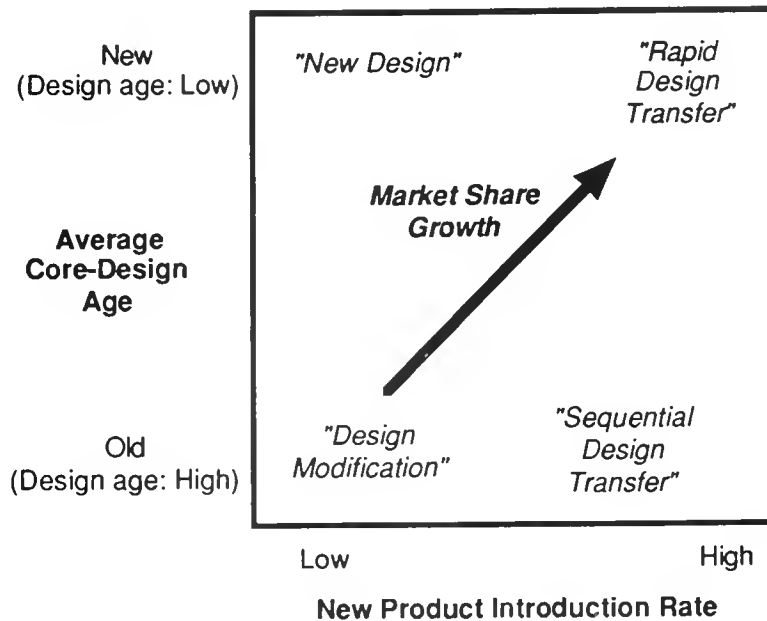 New
(Design age: Low)
"New Design"
"Rapid
Design
Transfer"
Market Share
Growth
Average
Core-Design
Age
Old
(Design age: High)
"Design
Modification"
"Sequential
Design
Transfer"
Low
High
New Product Introduction Rate